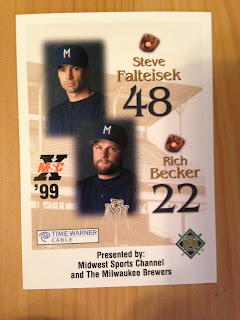 M
Steve
Falteisek
48
M
Rich
Becker
22
X
MSC
'99
M
TIME WARNER
CABLE
Presented by:
Midwest Sports Channel
and The Milwaukee Brewers